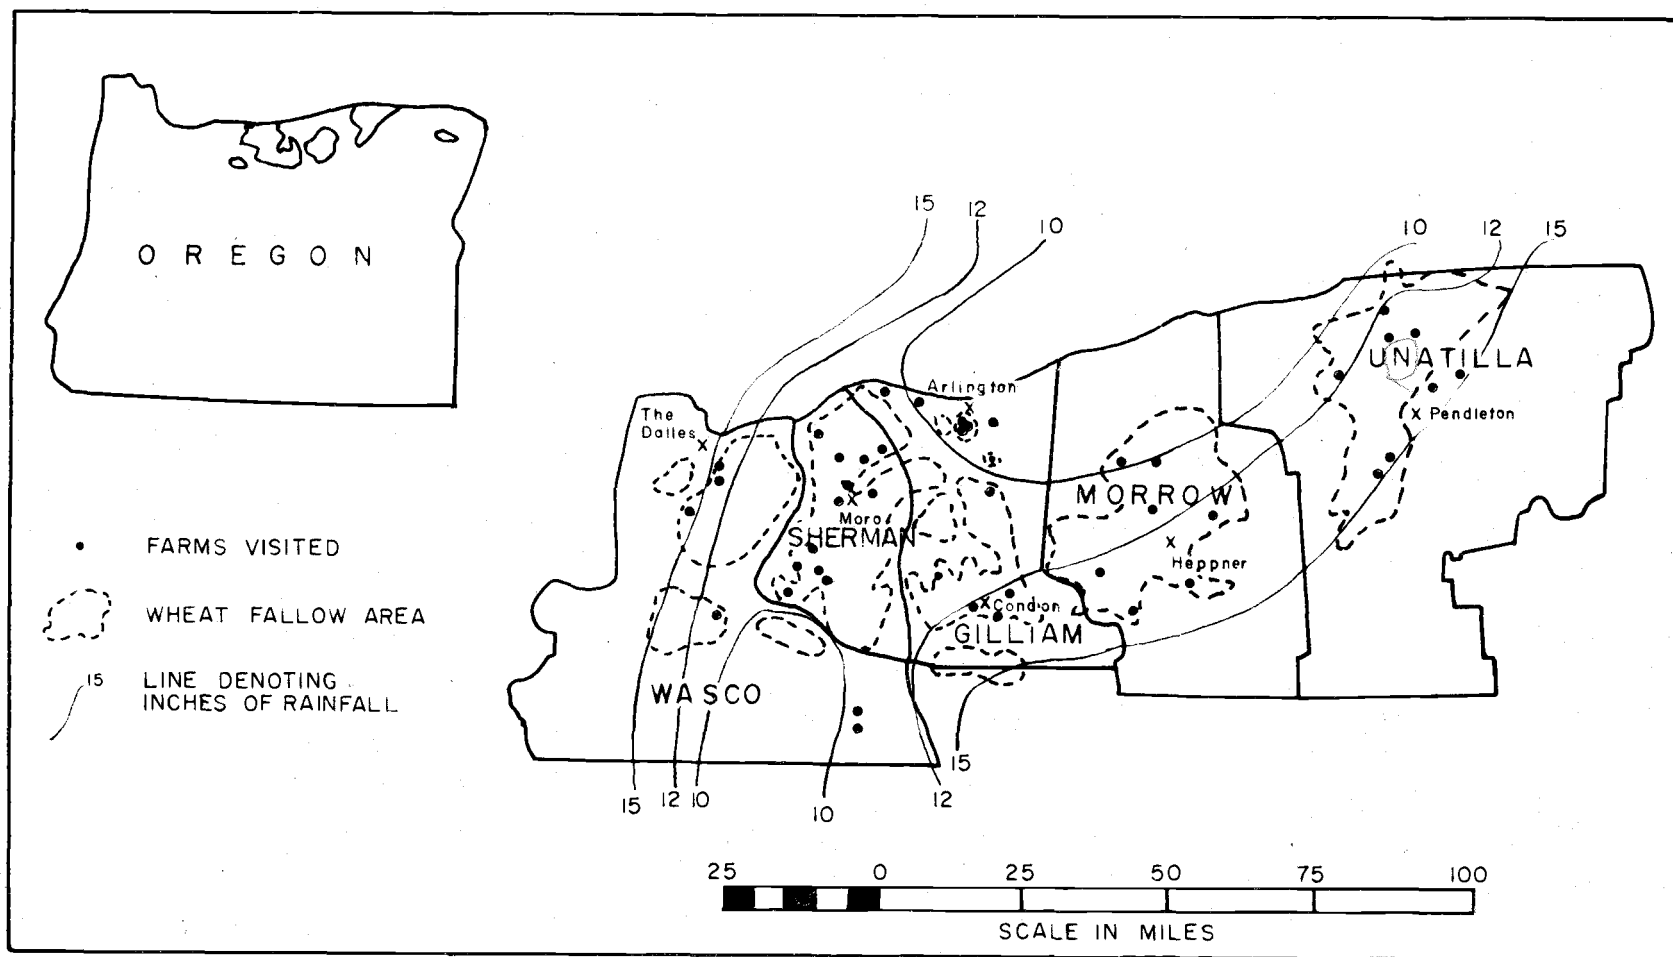 OREGON
15
12
10
10
12
15
Arlington
UNATILLA
The
Dalles
Pendleton
MORROW
Moro
SHERMAN
FARMS VISITED
Heppner
Condon
WHEAT FALLOW AREA
GILLIAM
15
LINE DENOTING
INCHES OF RAINFALL
WASCO
15
12
10
10
12
15
25
0
25
50
75
100
SCALE IN MILES